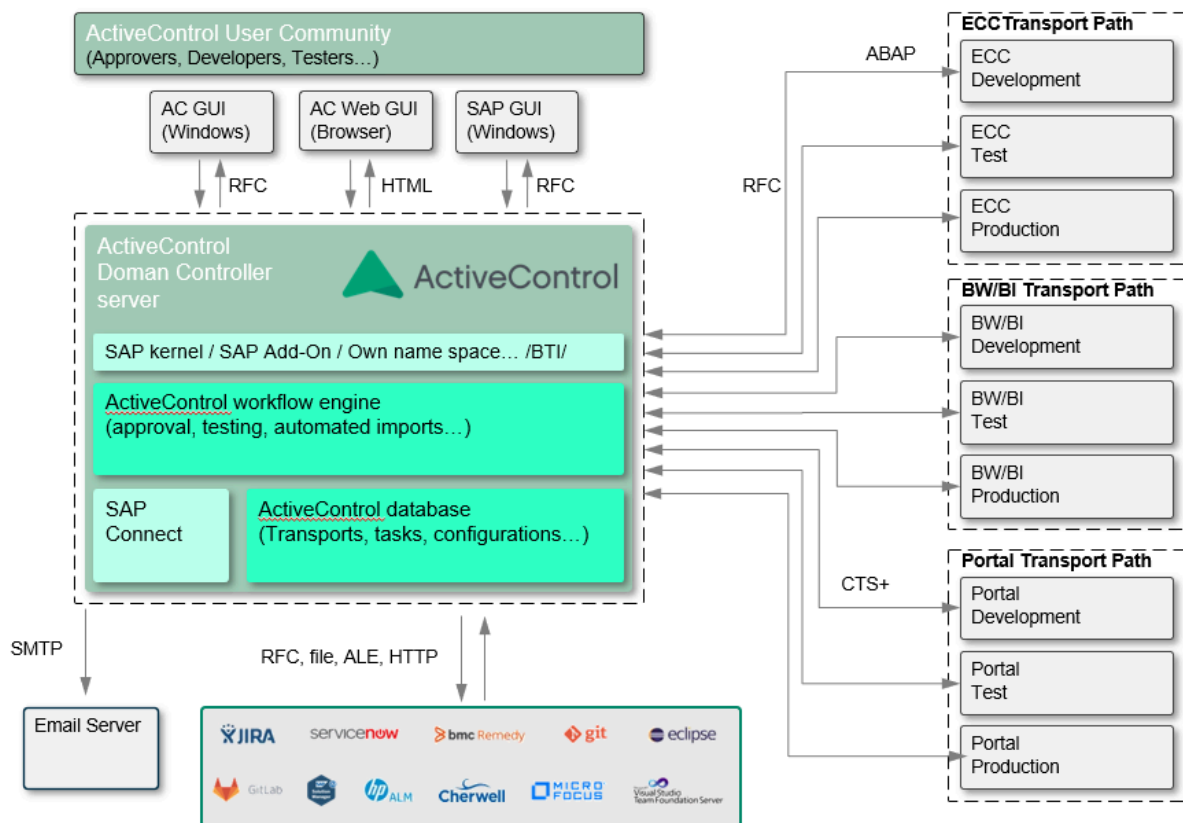 ActiveControl User Community
(Approvers, Developers, Testers...)
AC GUI
(Windows)
AC Web GUI
(Browser)
SAP GUI
(Windows)
RFC
HTML
RFC
ActiveControl
Doman Controller
server
ActiveControl
SAP kernel / SAP Add-On / Own name space... /BTI/
ActiveControl workflow engine
(approval, testing, automated imports...)
SAP
Connect
ActiveControl database
(Transports, tasks, configurations...)
SMTP
RFC, file, ALE, HTTP
Email Server
JIRA
servicenow
bmc Remedy
git
eclipse
GitLab
Solution
Manager
hp ALM
Cherwell
MICRO
FOCUS
Visual Studio
Team Foundation Server
ABAP
RFC
CTS+
ECC Transport Path
ECC
Development
ECC
Test
ECC
Production
BW/BI Transport Path
BW/BI
Development
BW/BI
Test
BW/BI
Production
Portal Transport Path
Portal
Development
Portal
Test
Portal
Production